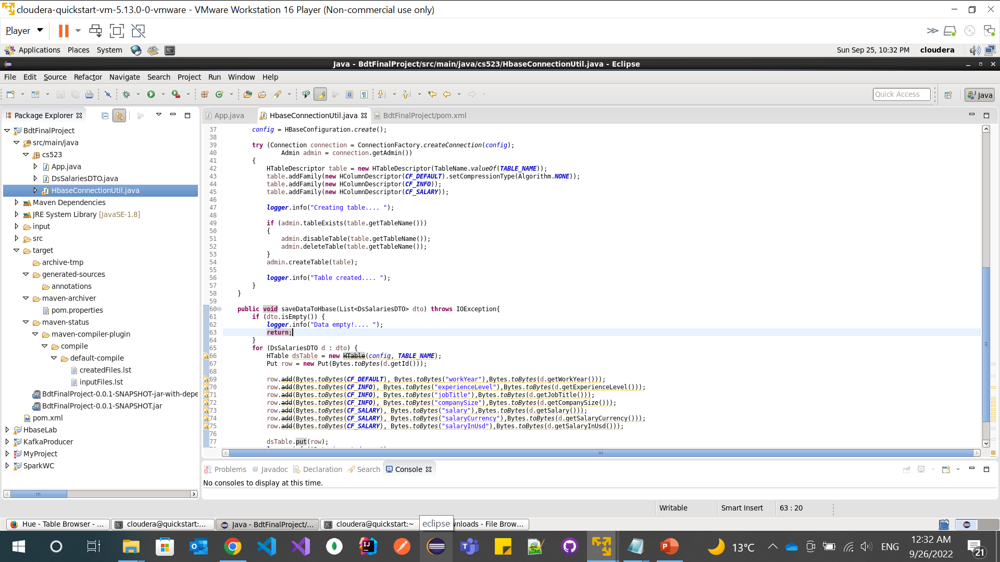 cloudera-quickstart-vm-5.13.0-0-vmware - VMware Workstation 16 Player (Non-commercial use only)
Player
Applications Places System
Sun Sep 25, 10:32 PM cloudera
Java - BdtFinalProject/src/main/java/cs523/HbaseConnectionUtil.java - Eclipse
File Edit Source Refactor Navigate Search Project Run Window Help
Quick Access
Java
Package Explorer
BdtFinalProject
src/main/java
cs523
App.java
DsSalariesDTO.java
HbaseConnectionUtil.java
Maven Dependencies
JRE System Library [JavaSE-1.8]
input
src
target
archive-tmp
generated-sources
annotations
maven-archiver
pom.properties
maven-status
maven-compiler-plugin
compile
default-compile
createdFiles.lst
inputFiles.lst
BdtFinalProject-0.0.1-SNAPSHOT-jar-with-depe
BdtFinalProject-0.0.1-SNAPSHOT.jar
pom.xml
HbaseLab
KafkaProducer
MyProject
SparkWC
App.java HbaseConnectionUtil.java BdtFinalProject/pom.xml
37 config = HBaseConfiguration.create();
38
39 try (Connection connection = ConnectionFactory.createConnection(config);
40 Admin admin = connection.getAdmin())
41 {
42 HTableDescriptor table = new HTableDescriptor(TableName.valueOf(TABLE_NAME));
43 table.addFamily(new HColumnDescriptor(CF_DEFAULT).setCompressionType(Algorithm.NONE));
44 table.addFamily(new HColumnDescriptor(CF_INFO));
45 table.addFamily(new HColumnDescriptor(CF_SALARY));
46
47 logger.info("Creating table.... ");
48
49 if (admin.tableExists(table.getTableName()))
50 {
51 admin.disableTable(table.getTableName());
52 admin.deleteTable(table.getTableName());
53 }
54 admin.createTable(table);
55
56 logger.info("Table created.... ");
57 }
58 }
59
60 public void saveDataToHbase(List<DsSalariesDTO> dto) throws IOException{
61 if (dto.isEmpty()) {
62 logger.info("Data empty!.... ");
63 return;
64 }
65 for (DsSalariesDTO d : dto) {
66 HTable dsTable = new HTable(config, TABLE_NAME);
67 Put row = new Put(Bytes.toBytes(d.getId()));
68
69 row.add(Bytes.toBytes(CF_DEFAULT), Bytes.toBytes("workYear"),Bytes.toBytes(d.getWorkYear()));
70 row.add(Bytes.toBytes(CF_INFO), Bytes.toBytes("experienceLevel"),Bytes.toBytes(d.getExperienceLevel()));
71 row.add(Bytes.toBytes(CF_INFO), Bytes.toBytes("jobTitle"),Bytes.toBytes(d.getJobTitle()));
72 row.add(Bytes.toBytes(CF_INFO), Bytes.toBytes("companySize"),Bytes.toBytes(d.getCompanySize()));
73 row.add(Bytes.toBytes(CF_SALARY), Bytes.toBytes("salary"),Bytes.toBytes(d.getSalary()));
74 row.add(Bytes.toBytes(CF_SALARY), Bytes.toBytes("salaryCurrency"),Bytes.toBytes(d.getSalaryCurrency()));
75 row.add(Bytes.toBytes(CF_SALARY), Bytes.toBytes("salaryInUsd"),Bytes.toBytes(d.getSalaryInUsd()));
76
77 dsTable.put(row);
Problems Javadoc Declaration Search Console
No consoles to display at this time.
Writable Smart Insert 63 : 20
Hue - Table Browser - ... cloudera@quickstart:... Java - BdtFinalProject/... cloudera@quickstart:~ eclipse wnloads - File Brow...
13°C ENG 12:32 AM
9/26/2022
21